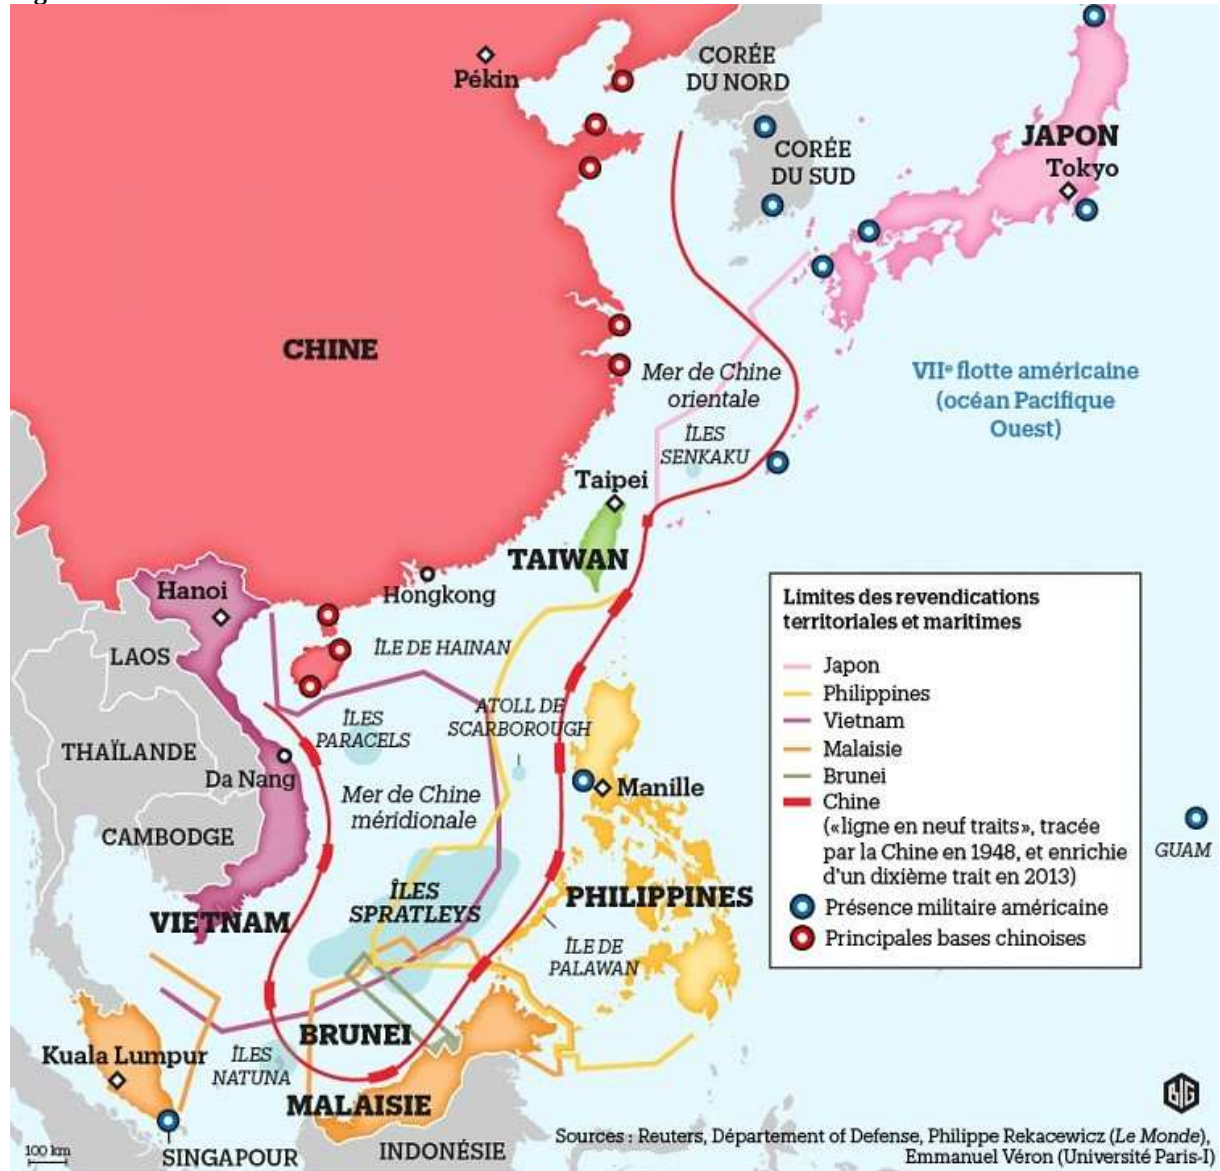 Pékin
CORÉE
DU NORD
CORÉE
DU SUD
JAPON
Tokyo
CHINE
Mer de Chine
orientale
VIIe flotte américaine
(océan Pacifique
Ouest)
ÎLES
SENKAKU
Taipei
TAIWAN
Hanoi
Hongkong
LAOS
ÎLE DE HAINAN
ÎLES
PARACELS
ATOLL DE
SCARBOROUGH
THAÏLANDE
Da Nang
Mer de Chine
méridionale
Manille
CAMBODGE
ÎLES
SPRATLEYS
PHILIPPINES
VIETNAM
ÎLE DE
PALAWAN
GUAM
BRUNEI
Kuala Lumpur
ÎLES
NATUNA
MALAISIE
INDONÉSIE
SINGAPOUR
100 km
Limites des revendications
territoriales et maritimes
Japon
Philippines
Vietnam
Malaisie
Brunei
Chine
(«ligne en neuf traits», tracée
par la Chine en 1948, et enrichie
d'un dixième trait en 2013)
Présence militaire américaine
Principales bases chinoises
BIG
Sources : Reuters, Département of Defense, Philippe Rekacewicz (Le Monde),
Emmanuel Véron (Université Paris-I)